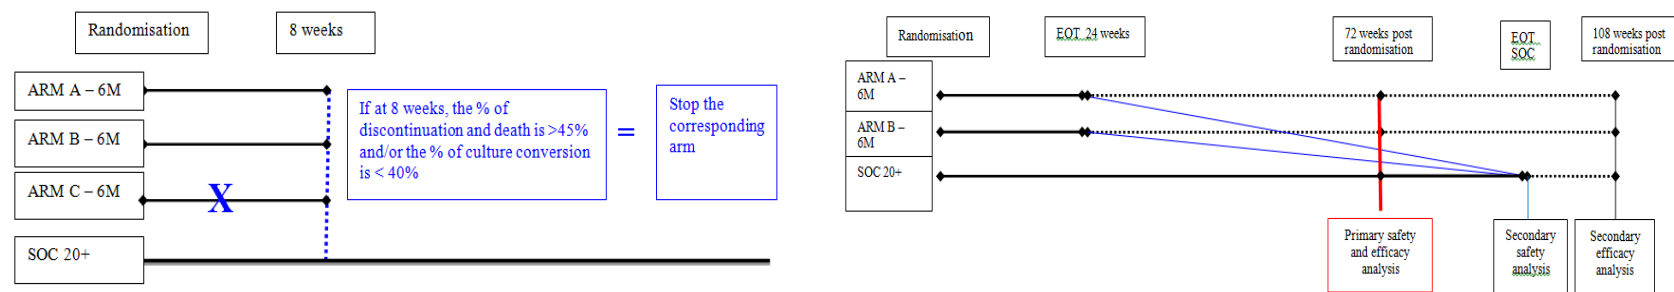 Randomisation
8 weeks
ARM A – 6M
ARM B – 6M
ARM C – 6M
SOC 20+
X
If at 8 weeks, the % of
discontinuation and death is >45%
and/or the % of culture conversion
is < 40%
=
Stop the
corresponding
arm
Randomisation
EOT 24 weeks
72 weeks post
randomisation
EOT
SOC
108 weeks post
randomisation
ARM A –
6M
ARM B –
6M
SOC 20+
Primary safety
and efficacy
analysis
Secondary
safety
analysis
Secondary
efficacy
analysis